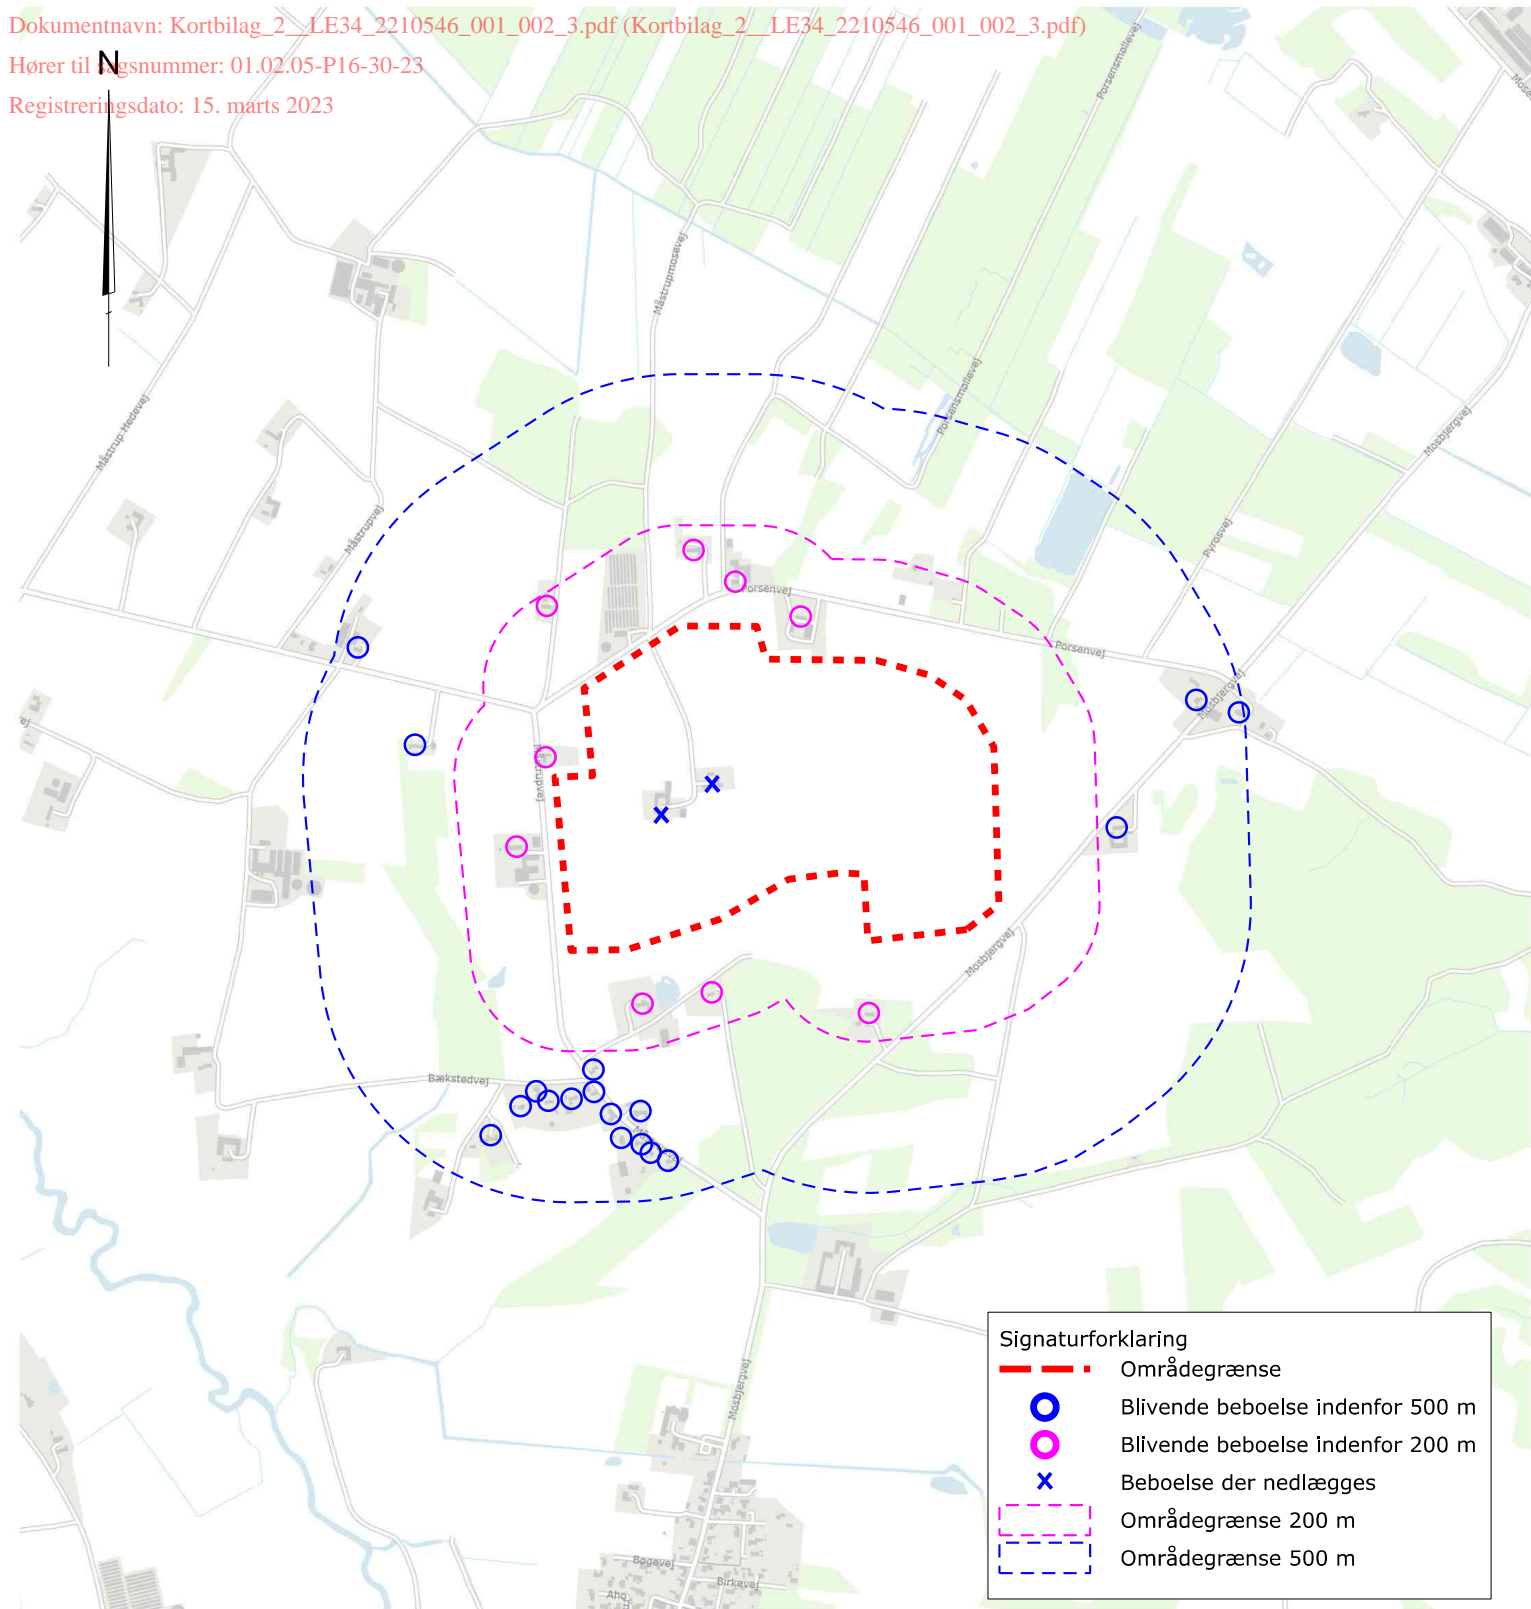 Dokumentnavn: Kortbilag_2__LE34_2210546_001_002_3.pdf (Kortbilag_2__LE34_2210546_001_002_3.pdf)
Hører til sagsnummer: 01.02.05-P16-30-23
Registreringsdato: 15. marts 2023
N
Porsensmøllevej
Måstrupmosevej
Porsensmøllevej
Måstrup Hedevej
Mosbjergvej
Måstrupvej
Pyrosvej
Porsenvej
Porsenvej
Mosbjergvej
Mosbjergvej
Bækstedvej
Mosbjergvej
Bøgevej
Birkevej
Signaturforklaring
Områdegrænse
Blivende beboelse indenfor 500 m
Blivende beboelse indenfor 200 m
Beboelse der nedlægges
Områdegrænse 200 m
Områdegrænse 500 m